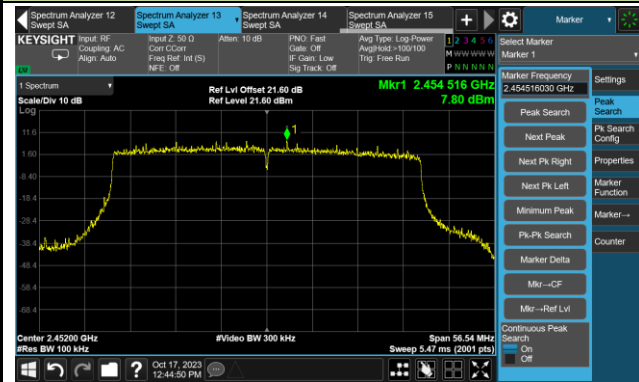 Spectrum Analyzer 12
Swept SA
Spectrum Analyzer 13
Swept SA
Spectrum Analyzer 14
Swept SA
Spectrum Analyzer 15
Swept SA
+
Marker
KEYSIGHT
Input: RF
Coupling: AC
Align: Auto
Input Z: 50 Ω
Corr CCorr
Freq Ref: Int (S)
NFE: Off
Atten: 10 dB
PNO: Fast
Gate: Off
IF Gain: Low
Sig Track: Off
Avg Type: Log-Power
Avg|Hold:>100/100
Trig: Free Run
1 2 3 4 5 6
M W W W W W W
P N N N N N
Select Marker
Marker 1
1 Spectrum
Scale/Div 10 dB
Log
Ref Lvl Offset 21.60 dB
Ref Level 21.60 dBm
Mkr1 2.454 516 GHz
7.80 dBm
1
11.6
1.60
-8.40
-18.4
-28.4
-38.4
-48.4
-58.4
-68.4
Center 2.45200 GHz
#Res BW 100 kHz
#Video BW 300 kHz
Span 56.54 MHz
Sweep 5.47 ms (2001 pts)
Marker Frequency
2.454516030 GHz
Peak Search
Next Peak
Next Pk Right
Next Pk Left
Minimum Peak
Pk-Pk Search
Marker Delta
Mkr→CF
Mkr→Ref Lvl
Continuous Peak
Search
On
Off
Settings
Peak
Search
Pk Search
Config
Properties
Marker
Function
Marker→
Counter
?
Oct 17, 2023
12:44:50 PM